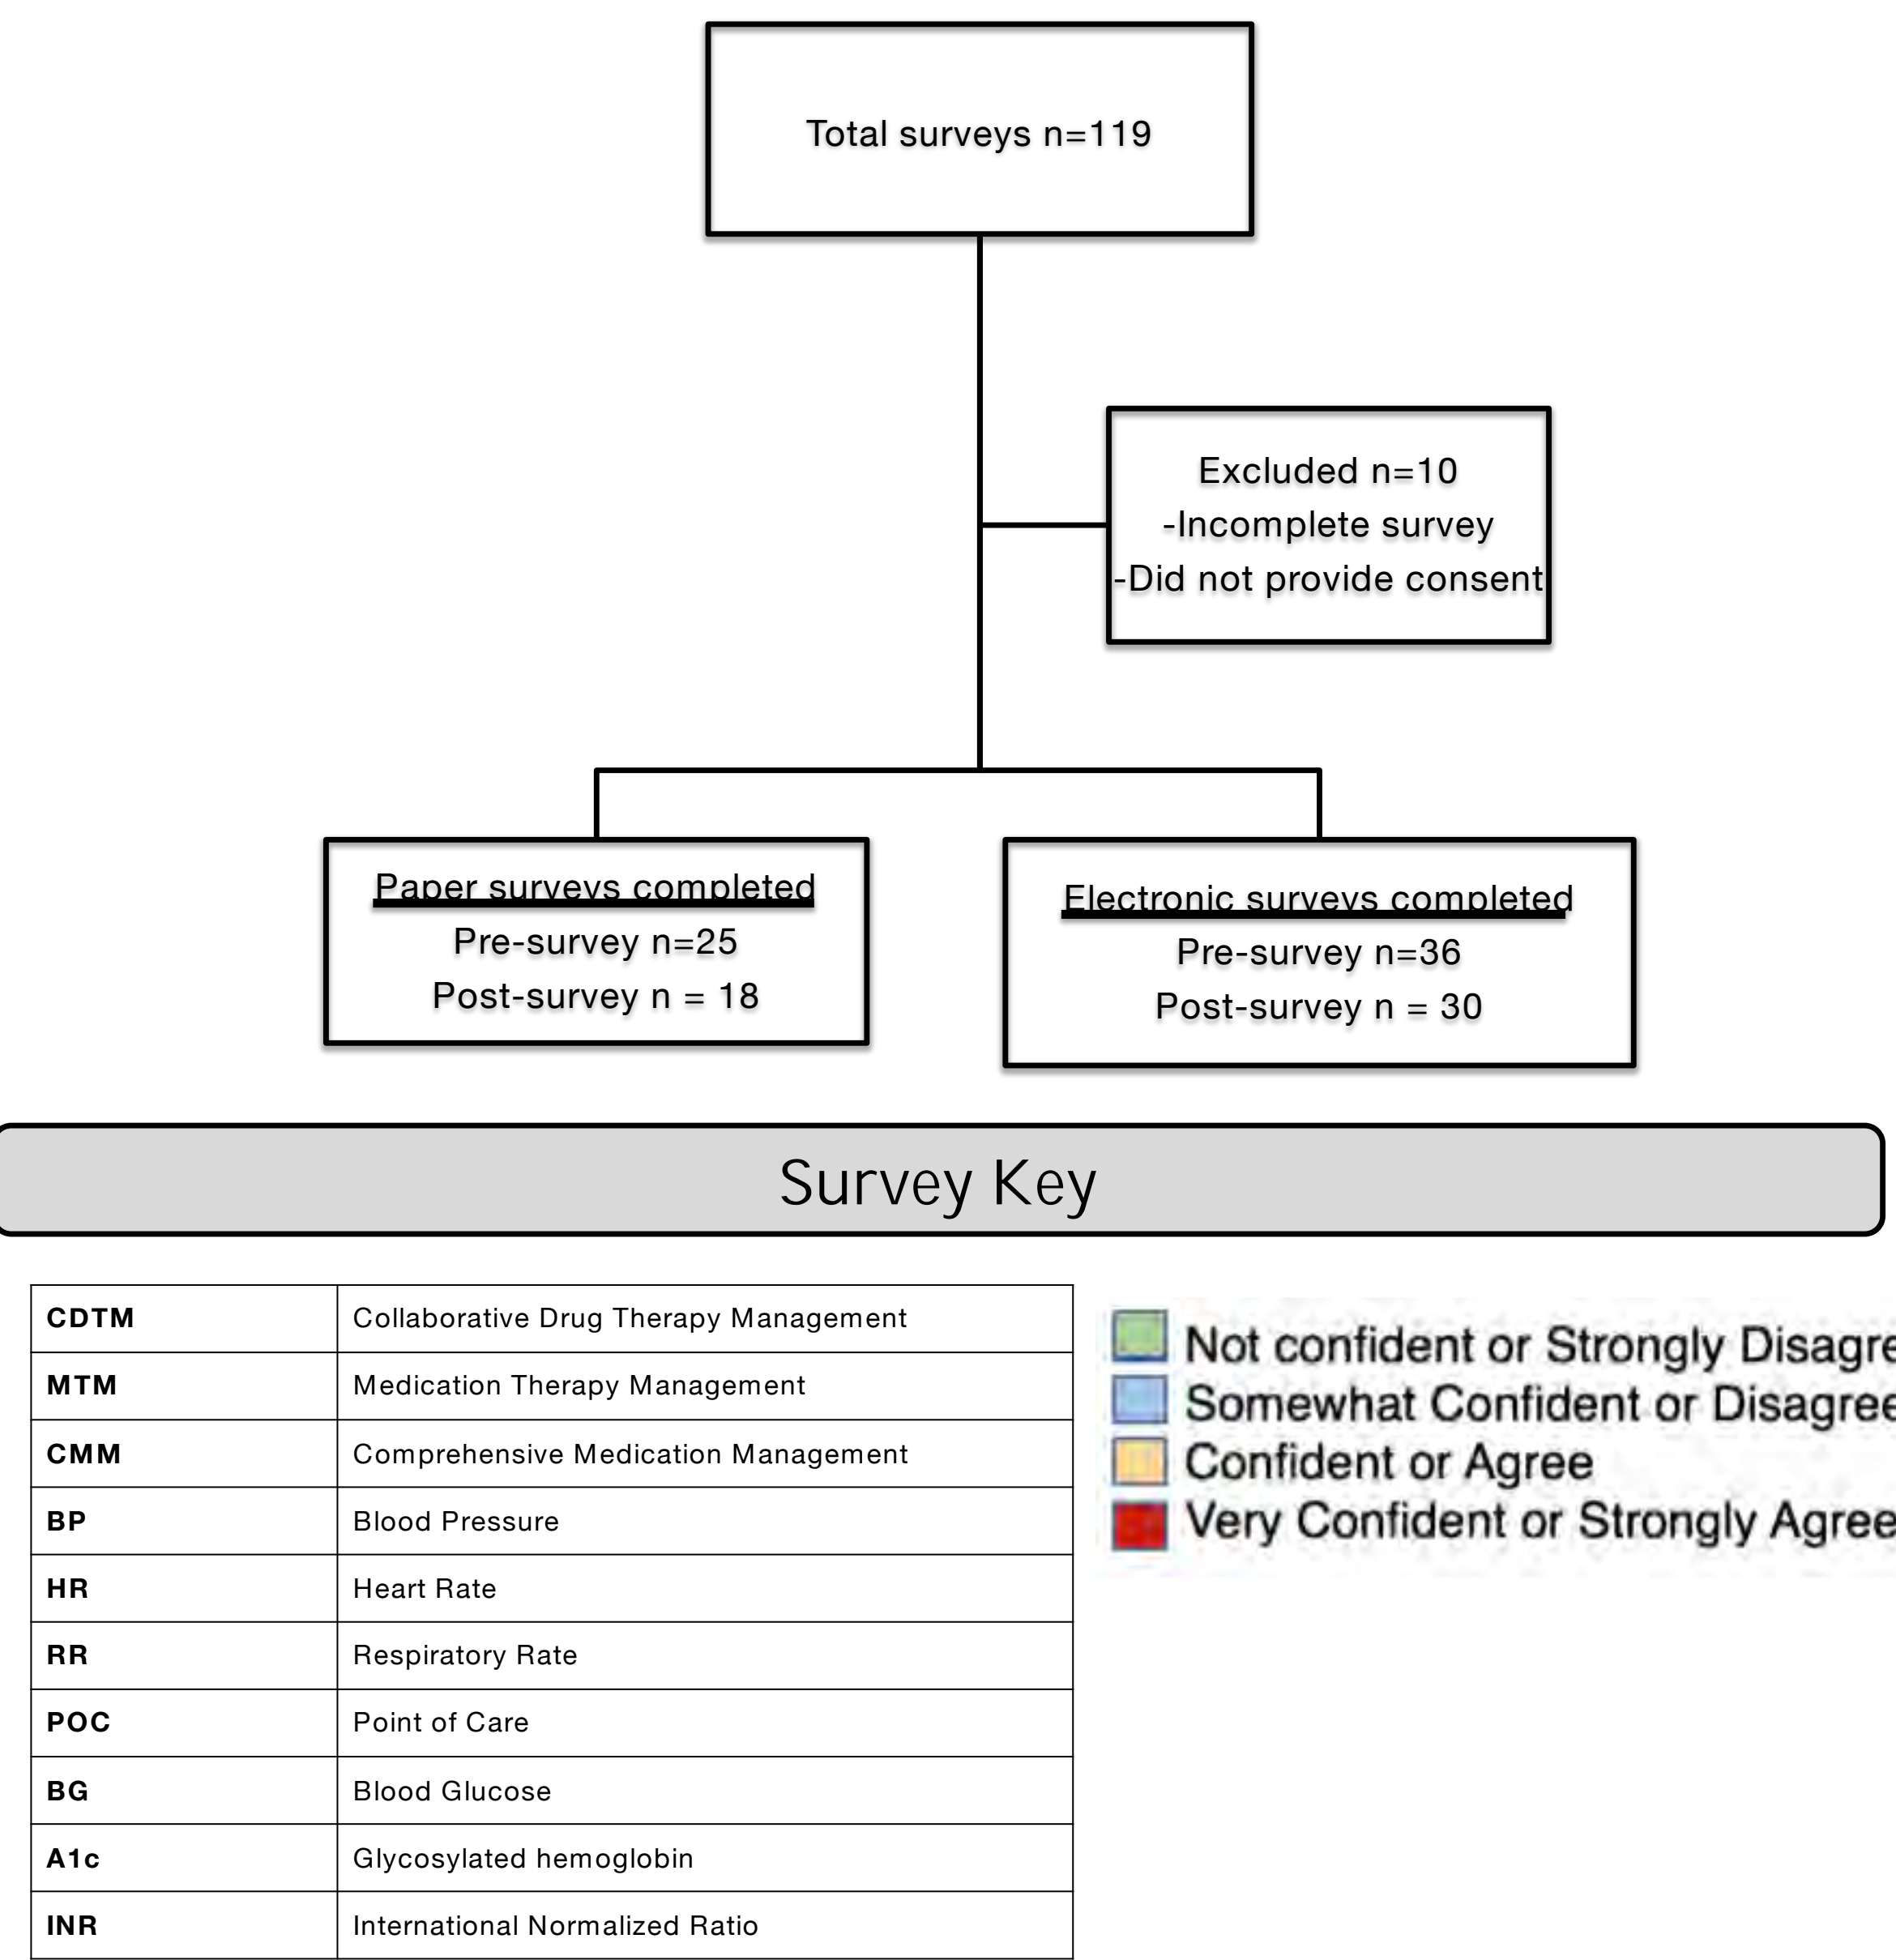 Total surveys n=119
Excluded n=10
-Incomplete survey
-Did not provide consent
Paper surveys completed
Pre-survey n=25
Post-survey n = 18
Electronic surveys completed
Pre-survey n=36
Post-survey n = 30
Survey Key
CDTM Collaborative Drug Therapy Management
MTM Medication Therapy Management
CMM Comprehensive Medication Management
BP Blood Pressure
HR Heart Rate
RR Respiratory Rate
POC Point of Care
BG Blood Glucose
A1c Glycosylated hemoglobin
INR International Normalized Ratio
Not confident or Strongly Disagre
Somewhat Confident or Disagree
Confident or Agree
Very Confident or Strongly Agree